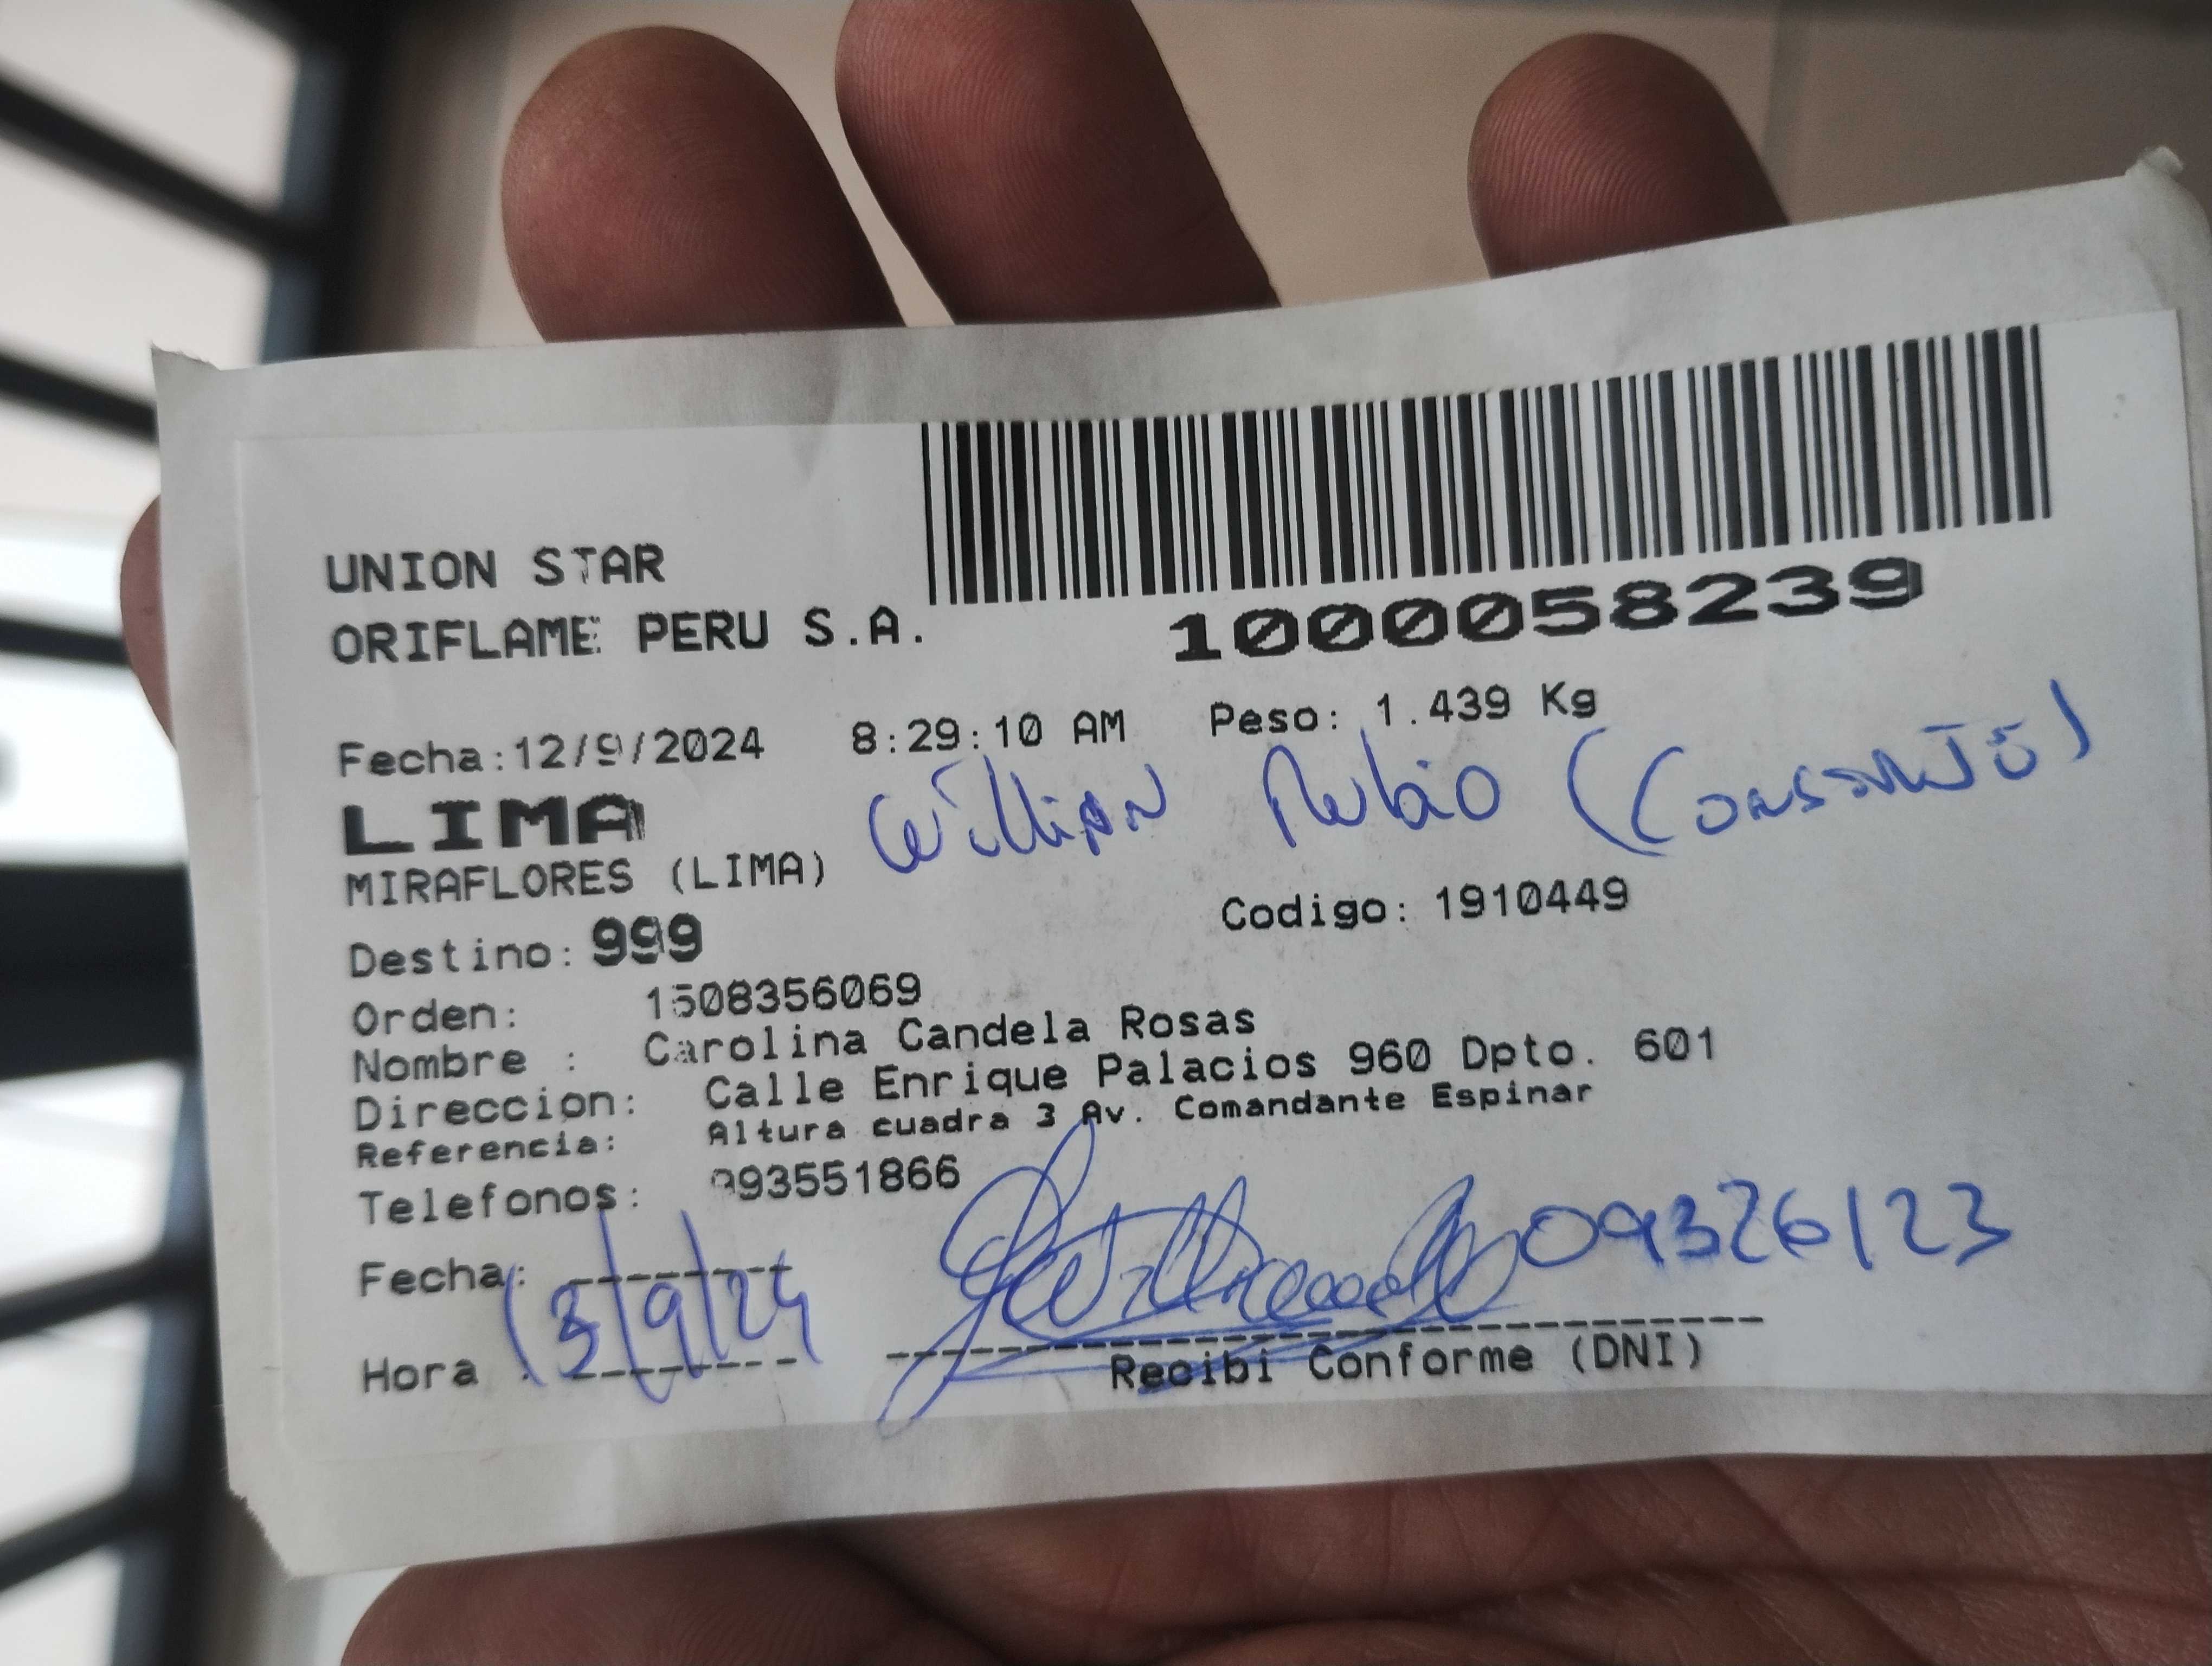 UNION STAR
ORIFLAME PERU S.A.
1000058239
Fecha:12/9/2024 8:29:10 AM Peso: 1.439 Kg
LIMA
Willian Rubio (Conserje)
MIRAFLORES (LIMA)
Codigo: 1910449
Destino: 999
Orden: 1508356069
Nombre : Carolina Candela Rosas
Direccion: Calle Enrique Palacios 960 Dpto. 601
Referencia: Altura cuadra 3 Av. Comandante Espinar
Telefonos: 993551866
Fecha: 13/9/24
09326123
Hora :
Recibi Conforme (DNI)